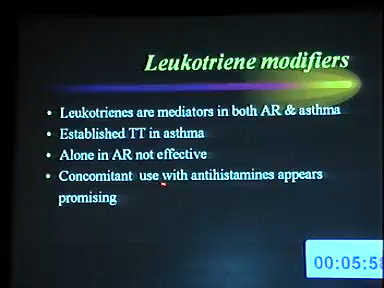 Leukotriene modifiers
• Leukotrienes are mediators in both AR & asthma
• Established TT in asthma
• Alone in AR not effective
• Concomitant use with antihistamines appears
promising
00:05:58